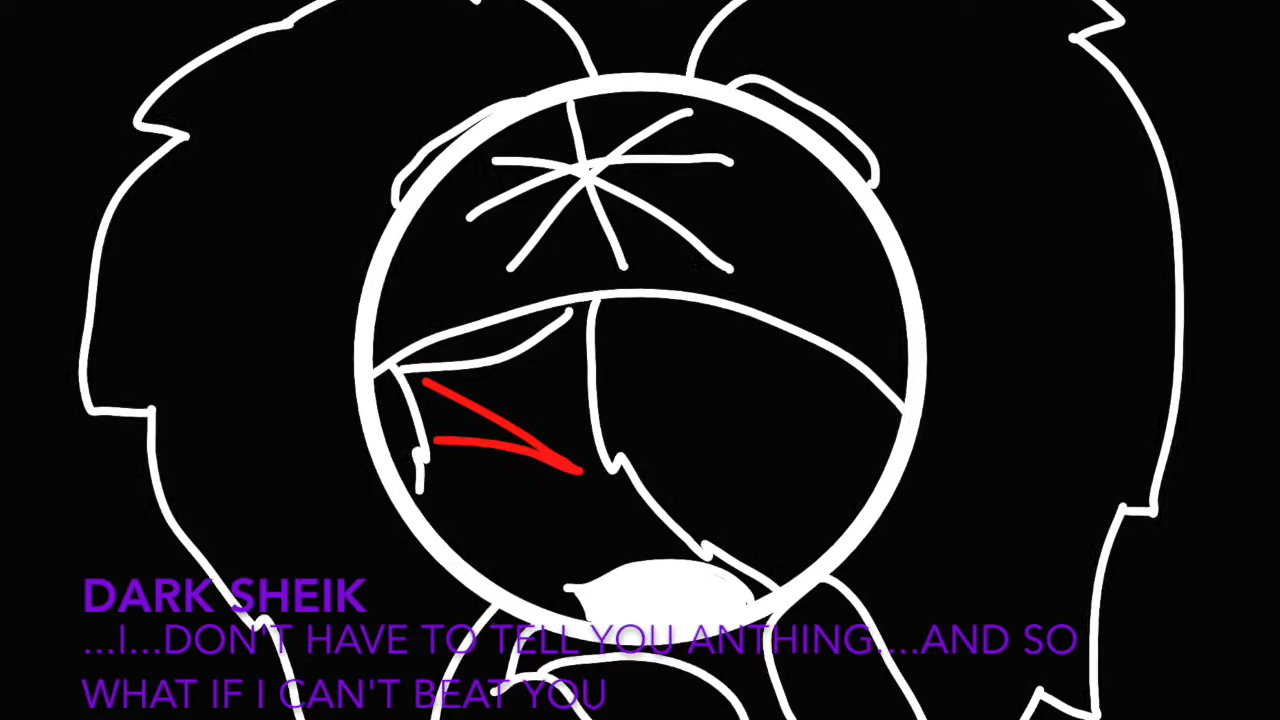 DARK SHEIK
...I...DON'T HAVE TO TELL YOU ANTHING....AND SO
WHAT IF I CAN'T BEAT YOU